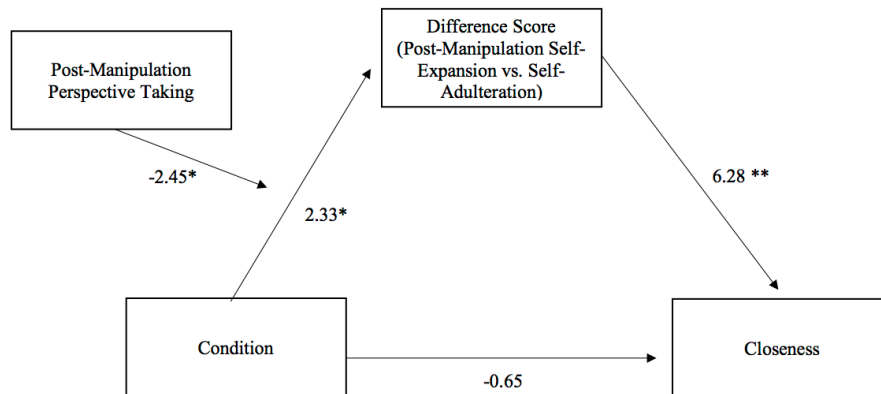 Difference Score
(Post-Manipulation Self-
Expansion vs. Self-
Adulteration)
Post-Manipulation
Perspective Taking
-2.45*
6.28 **
2.33*
Condition
Closeness
-0.65